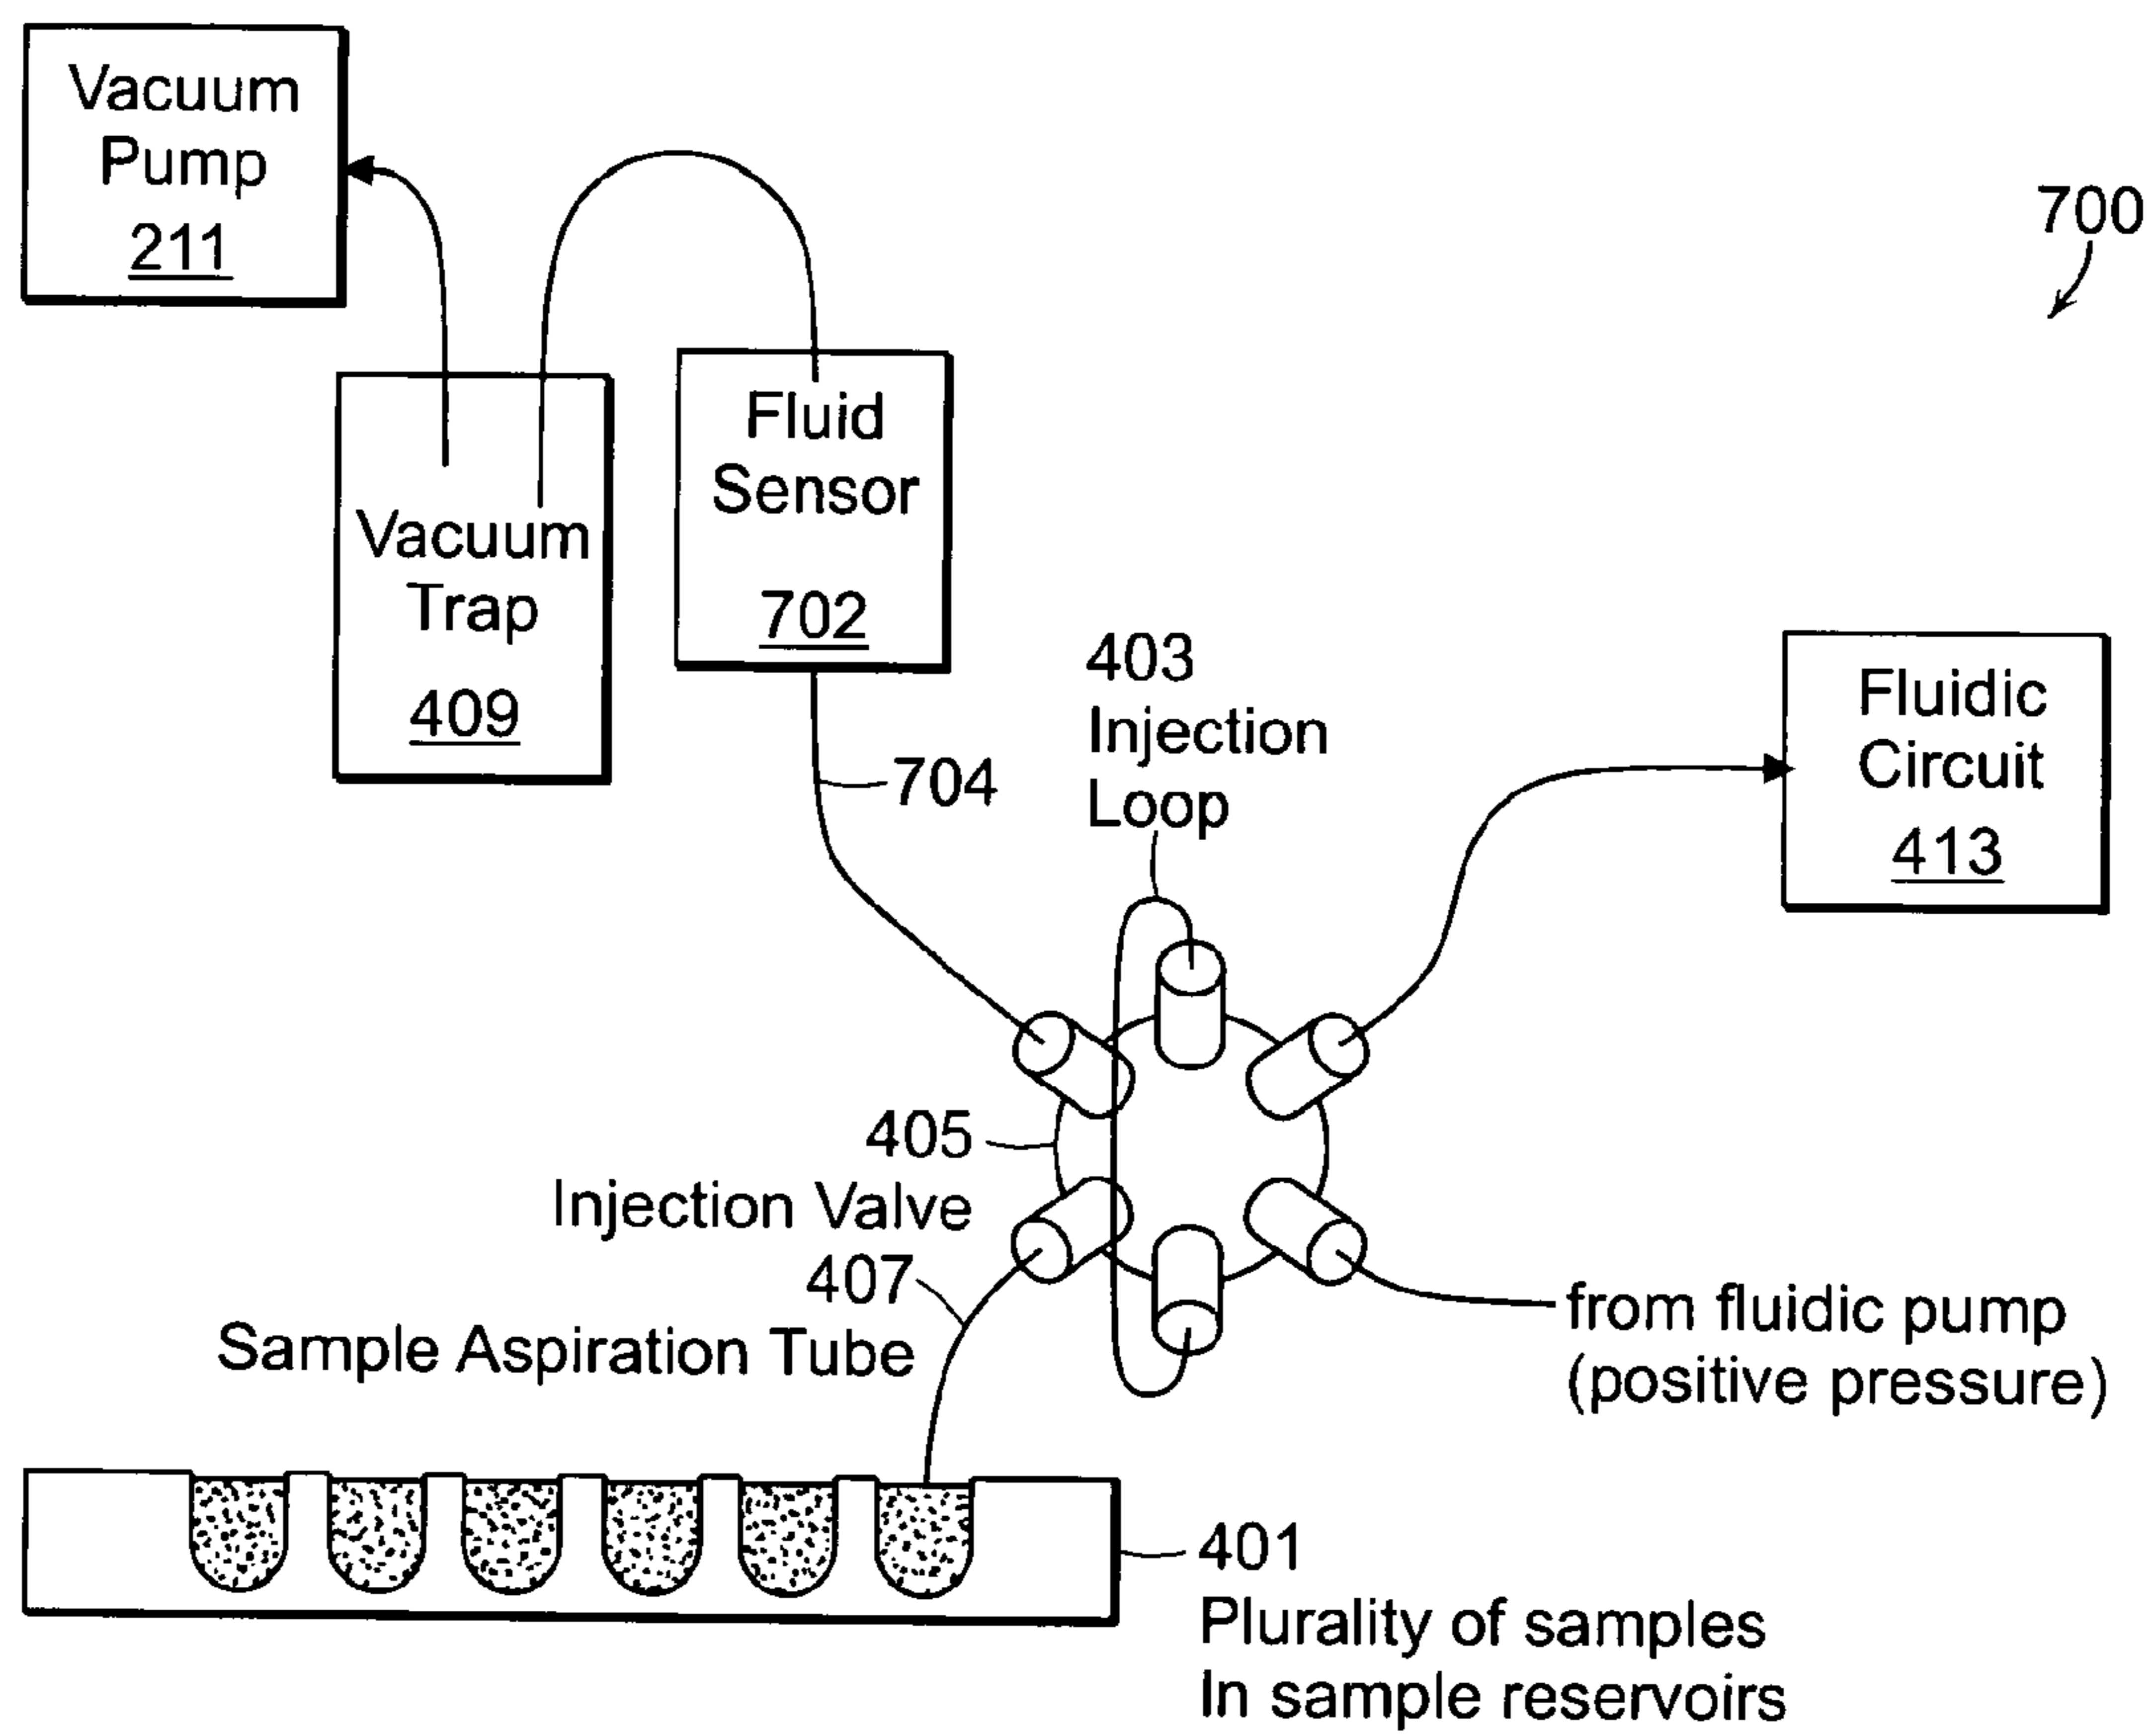 Vacuum
Pump
211
700
Fluid
Sensor
702
Vacuum
Trap
409
403
Injection
Loop
Fluidic
Circuit
413
704
405
Injection Valve
407
Sample Aspiration Tube
from fluidic pump
(positive pressure)
401
Plurality of samples
In sample reservoirs